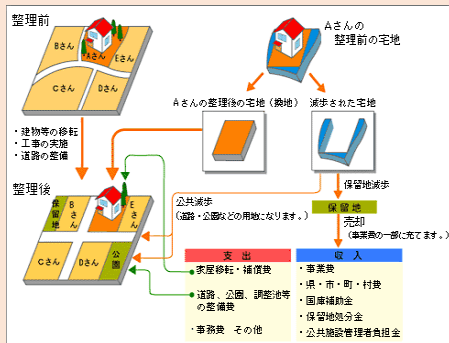 整理前
Bさん
Aさん
Eさん
Cさん
Dさん
Aさんの
整理前の宅地
Aさんの整理後の宅地（換地）
減歩された宅地
・建物等の移転
・工事の実施
・道路の整備
整理後
保留地
Bさん
Eさん
Cさん
Dさん
公園
公共減歩
（道路・公園などの用地になります。）
保留地減歩
保留地
売却
（事業費の一部に充てます。）
支出
・家屋移転・補償費
・道路、公園、調整池等
の整備費
・事務費 その他
収入
・事業費
・県・市・町・村費
・国庫補助金
・保留地処分金
・公共施設管理者負担金